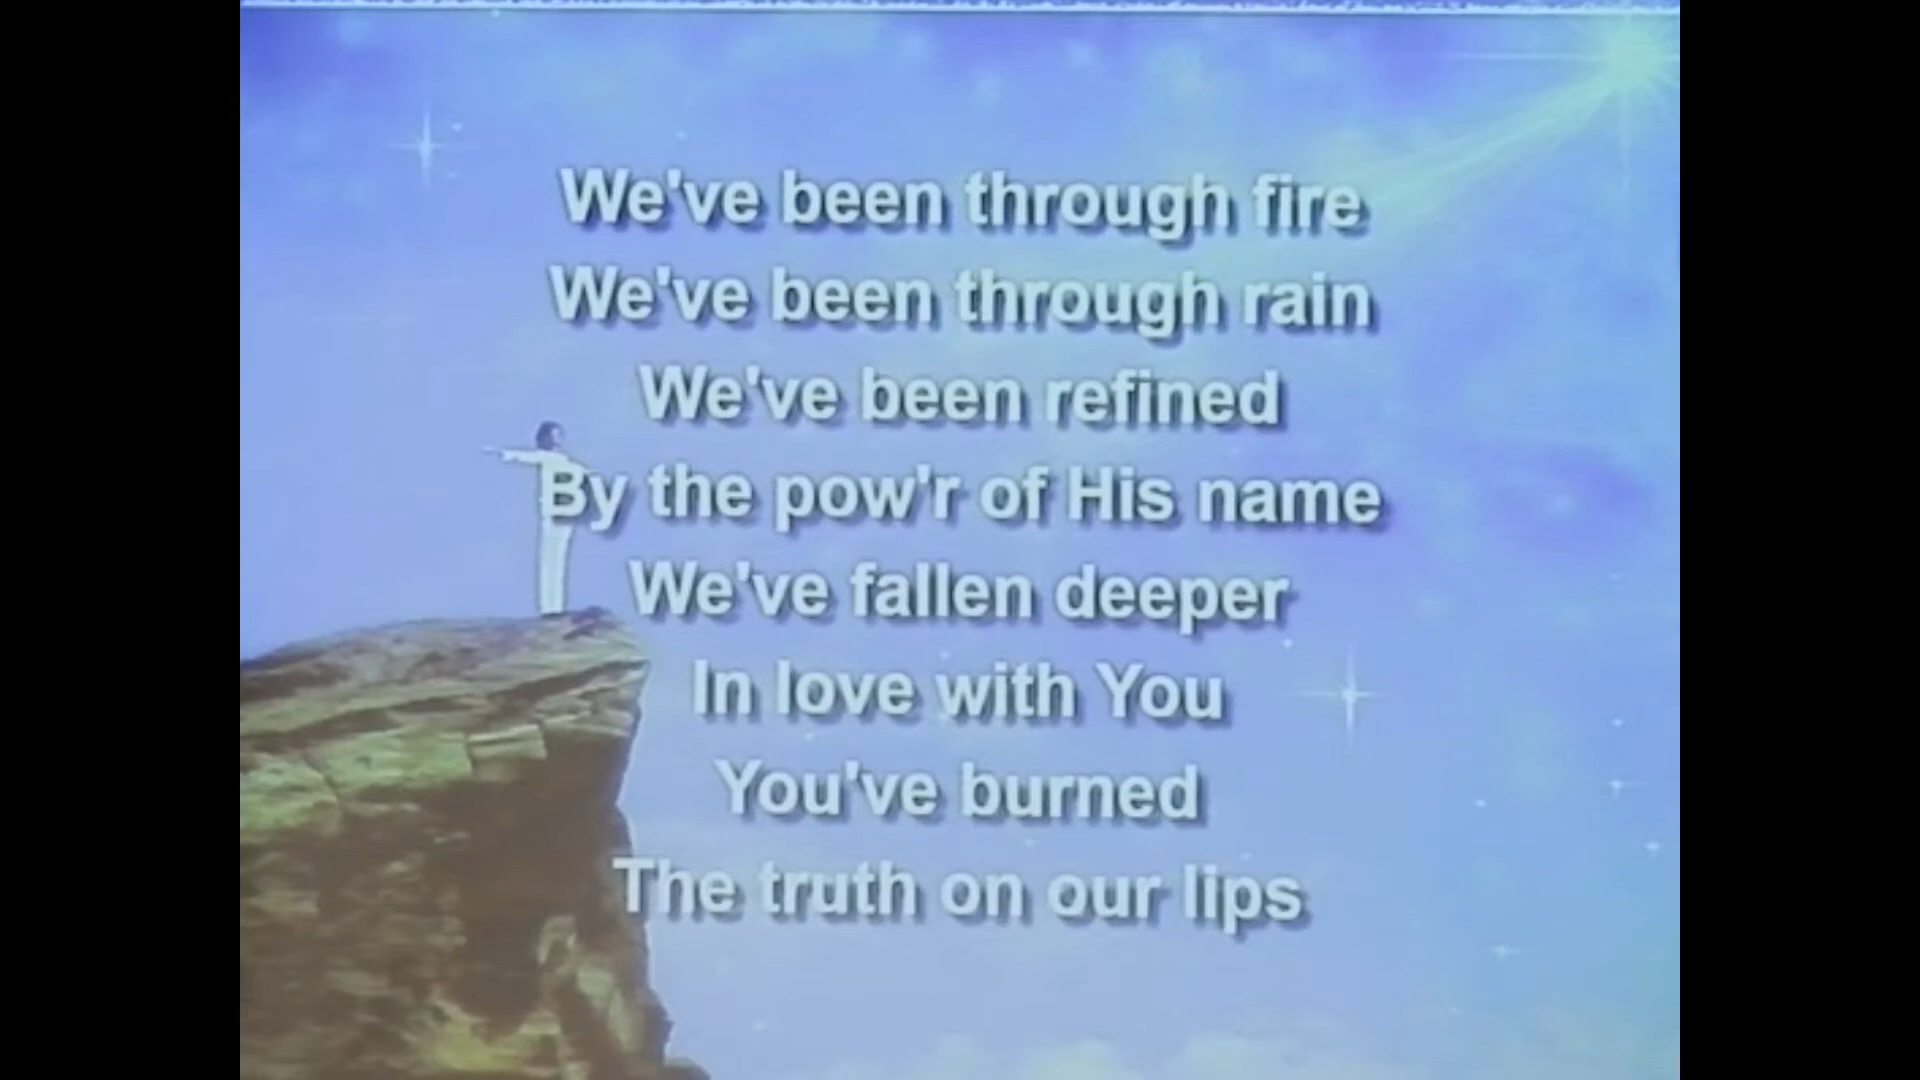 We've been through fire
We've been through rain
We've been refined
By the pow'r of His name
We've fallen deeper
In love with You
You've burned
The truth on our lips